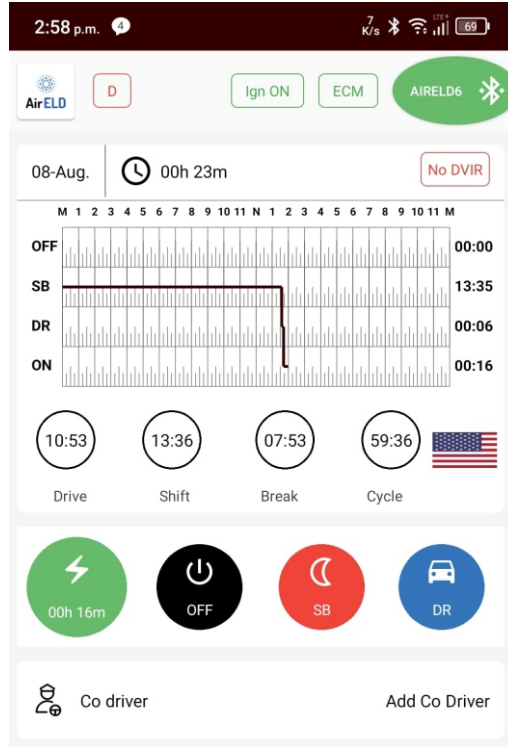 2:58 p.m. 4 7 K/s LTE+ 69
AirELD D Ign ON ECM AIRELD6
08-Aug. 00h 23m No DVIR
M 1 2 3 4 5 6 7 8 9 10 11 N 1 2 3 4 5 6 7 8 9 10 11 M
OFF 00:00
SB 13:35
DR 00:06
ON 00:16
10:53 13:36 07:53 59:36
Drive Shift Break Cycle
00h 16m OFF SB DR
Co driver Add Co Driver